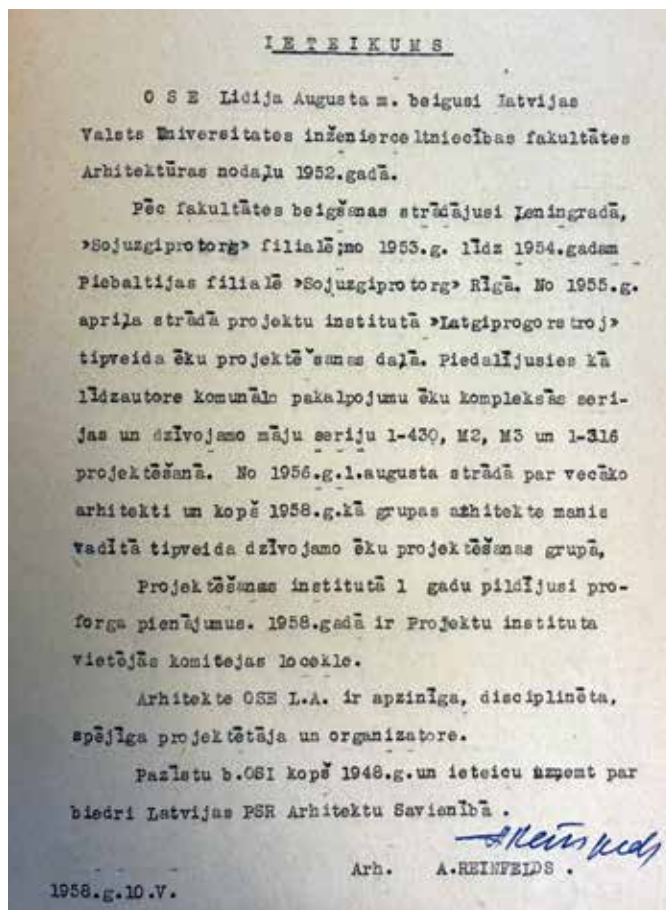 IETEIKUMS
OSE Lidija Augusta m. beigusi Latvijas
Valsts Universitates inženierceltniecības fakultātes
Arhitektūras nodaļu 1952.gadā.
Pēc fakultātes beigšanas strādājusi Ļeningradā,
»Sojuzgiprotorg» filialē;no 1953.g. līdz 1954.gadam
Piebaltijas filialē »Sojuzgiprotorg» Rīgā. No 1955.g.
apriļa strādā projektu institutā »Latgiprogorstroj»
tipveida ēku projektēšanas daļā. Piedalījusies kā
līdzautore komunālo pakalpojumu ēku kompleksās seri-
jas un dzīvojamo māju seriju 1-430, M2, M3 un 1-316
projektēšanā. No 1956.g.1.augusta strādā par vecāko
arhitekti un kopš 1958.g.kā grupas arhitekte manis
vadītā tipveida dzīvojamo ēku projektēšanas grupā,
Projektēšanas institutā 1 gadu pildījusi pro-
forga pienājumus. 1958.gadā ir Projektu instituta
vietējās komitejas locekle.
Arhitekte OSE L.A. ir apzinīga, disciplinēta,
spējīga projektētāja un organizatore.
Pazīstu b.OSI kopš 1948.g.un ieteicu uzņemt par
biedri Latvijas PSR Arhitektu Savienībā .
AReinfelds
Arh. A.REINFELDS .
1958.g.10.V.